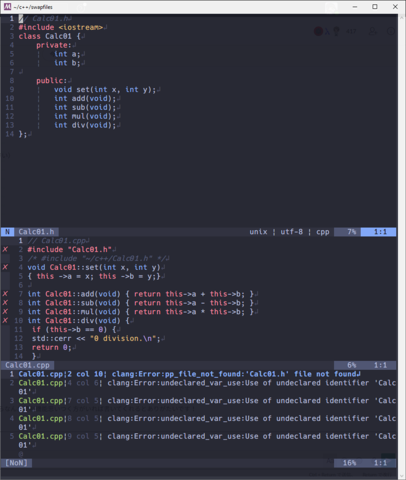 ~/c++/swapfiles
1 // Calc01.h
2 #include <iostream>
3 class Calc01 {
4 private:
5 int a;
6 int b;
7
8 public:
9 void set(int x, int y);
10 int add(void);
11 int sub(void);
12 int mul(void);
13 int div(void);
14 };
N Calc01.h unix | utf-8 | cpp 7% 1:1
1 // Calc01.cpp
✗ 2 #include "Calc01.h"
3 /* #include "~/c++/Calc01.h" */
✗ 4 void Calc01::set(int x, int y)
5 { this ->a = x; this ->b = y;}
6
✗ 7 int Calc01::add(void) { return this->a + this->b; }
✗ 8 int Calc01::sub(void) { return this->a - this->b; }
✗ 9 int Calc01::mul(void) { return this->a * this->b; }
✗ 10 int Calc01::div(void) {
11 if (this->b == 0) {
12 std::cerr << "0 division.\n";
13 return 0;
14 }
Calc01.cpp 6% 1:1
1 Calc01.cpp¦2 col 10¦ clang:Error:pp_file_not_found:'Calc01.h' file not found
2 Calc01.cpp¦4 col 6¦ clang:Error:undeclared_var_use:Use of undeclared identifier 'Calc
01'
3 Calc01.cpp¦7 col 5¦ clang:Error:undeclared_var_use:Use of undeclared identifier 'Calc
01'
4 Calc01.cpp¦8 col 5¦ clang:Error:undeclared_var_use:Use of undeclared identifier 'Calc
01'
5 Calc01.cpp¦9 col 5¦ clang:Error:undeclared_var_use:Use of undeclared identifier 'Calc
01'
[NoN] 16% 1:1